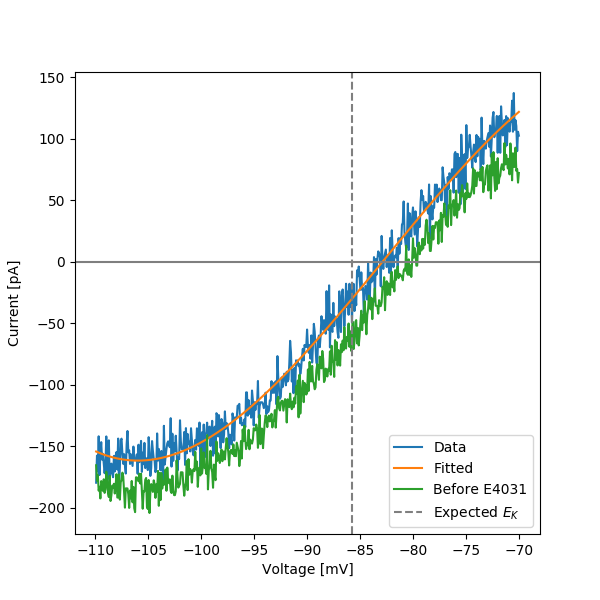 150
100
50
0
−50
−100
−150
−200
Current [pA]
−110
−105
−100
−95
−90
−85
−80
−75
−70
Voltage [mV]
Data
Fitted
Before E4031
Expected E_K